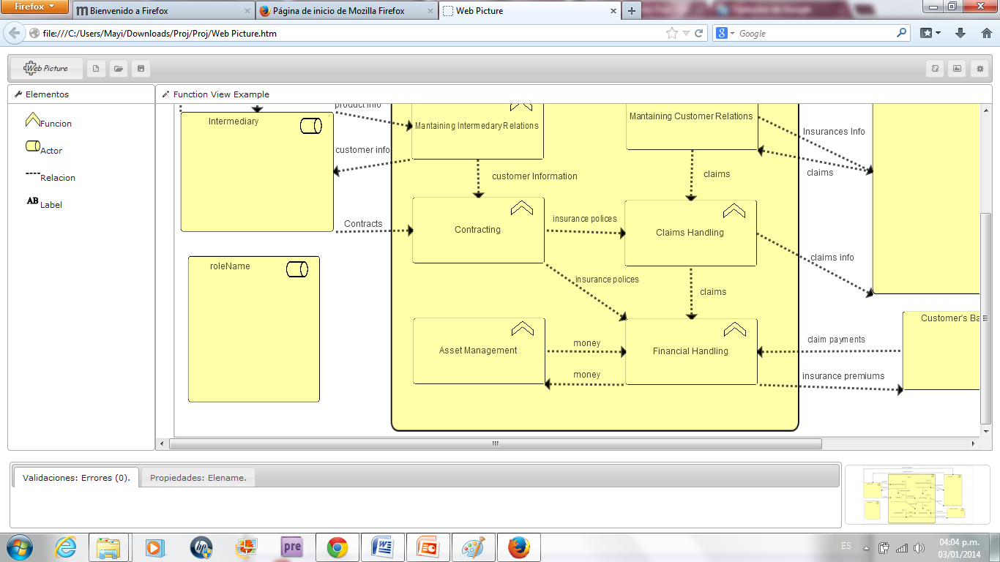 Firefox
Bienvenido a Firefox
Página de inicio de Mozilla Firefox
Web Picture
file:///C:/Users/Mayi/Downloads/Proj/Proj/Web Picture.htm
Google
Web Picture
Elementos
Function View Example
Funcion
Actor
Relacion
Label
product info
Intermediary
Mantaining Intermedary Relations
Mantaining Customer Relations
Insurances Info
customer info
customer Information
claims
claims
Contracts
insurance polices
Contracting
Claims Handling
claims info
roleName
insurance polices
claims
Customer's Ba
Asset Management
money
Financial Handling
claim payments
money
insurance premiums
Validaciones: Errores (0).
Propiedades: Elename.
ES
04:04 p.m.
03/01/2014